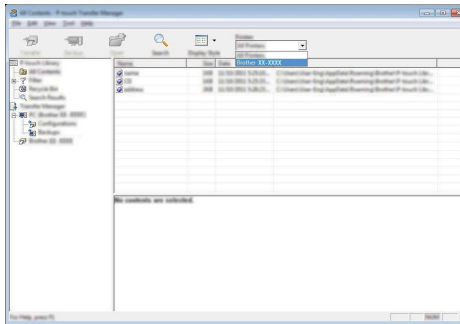 All Contents - P-touch Transfer Manager
File Edit View Tool Help
Transfer Backup Open Search Display Style
Printer
All Printers
All Printers
Brother XX-XXXX
P-touch Library
All Contents
Filter
Recycle Bin
Search Results
Transfer Manager
PC (Brother XX-XXXX)
Configurations
Backups
Brother XX-XXXX
Name Size Date
name
CD
address
No contents are selected.
For Help, press F1
NUM